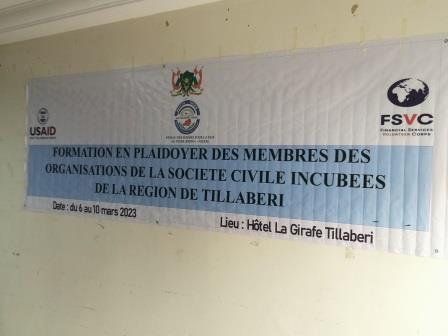 USAID
FSVC
FINANCIAL SERVICES
VOLUNTEER CORPS
FORMATION EN PLAIDOYER DES MEMBRES DES
ORGANISATIONS DE LA SOCIETE CIVILE INCUBEES
DE LA REGION DE TILLABERI
Date : du 6 au 10 mars 2023
Lieu : Hôtel La Girafe Tillaberi